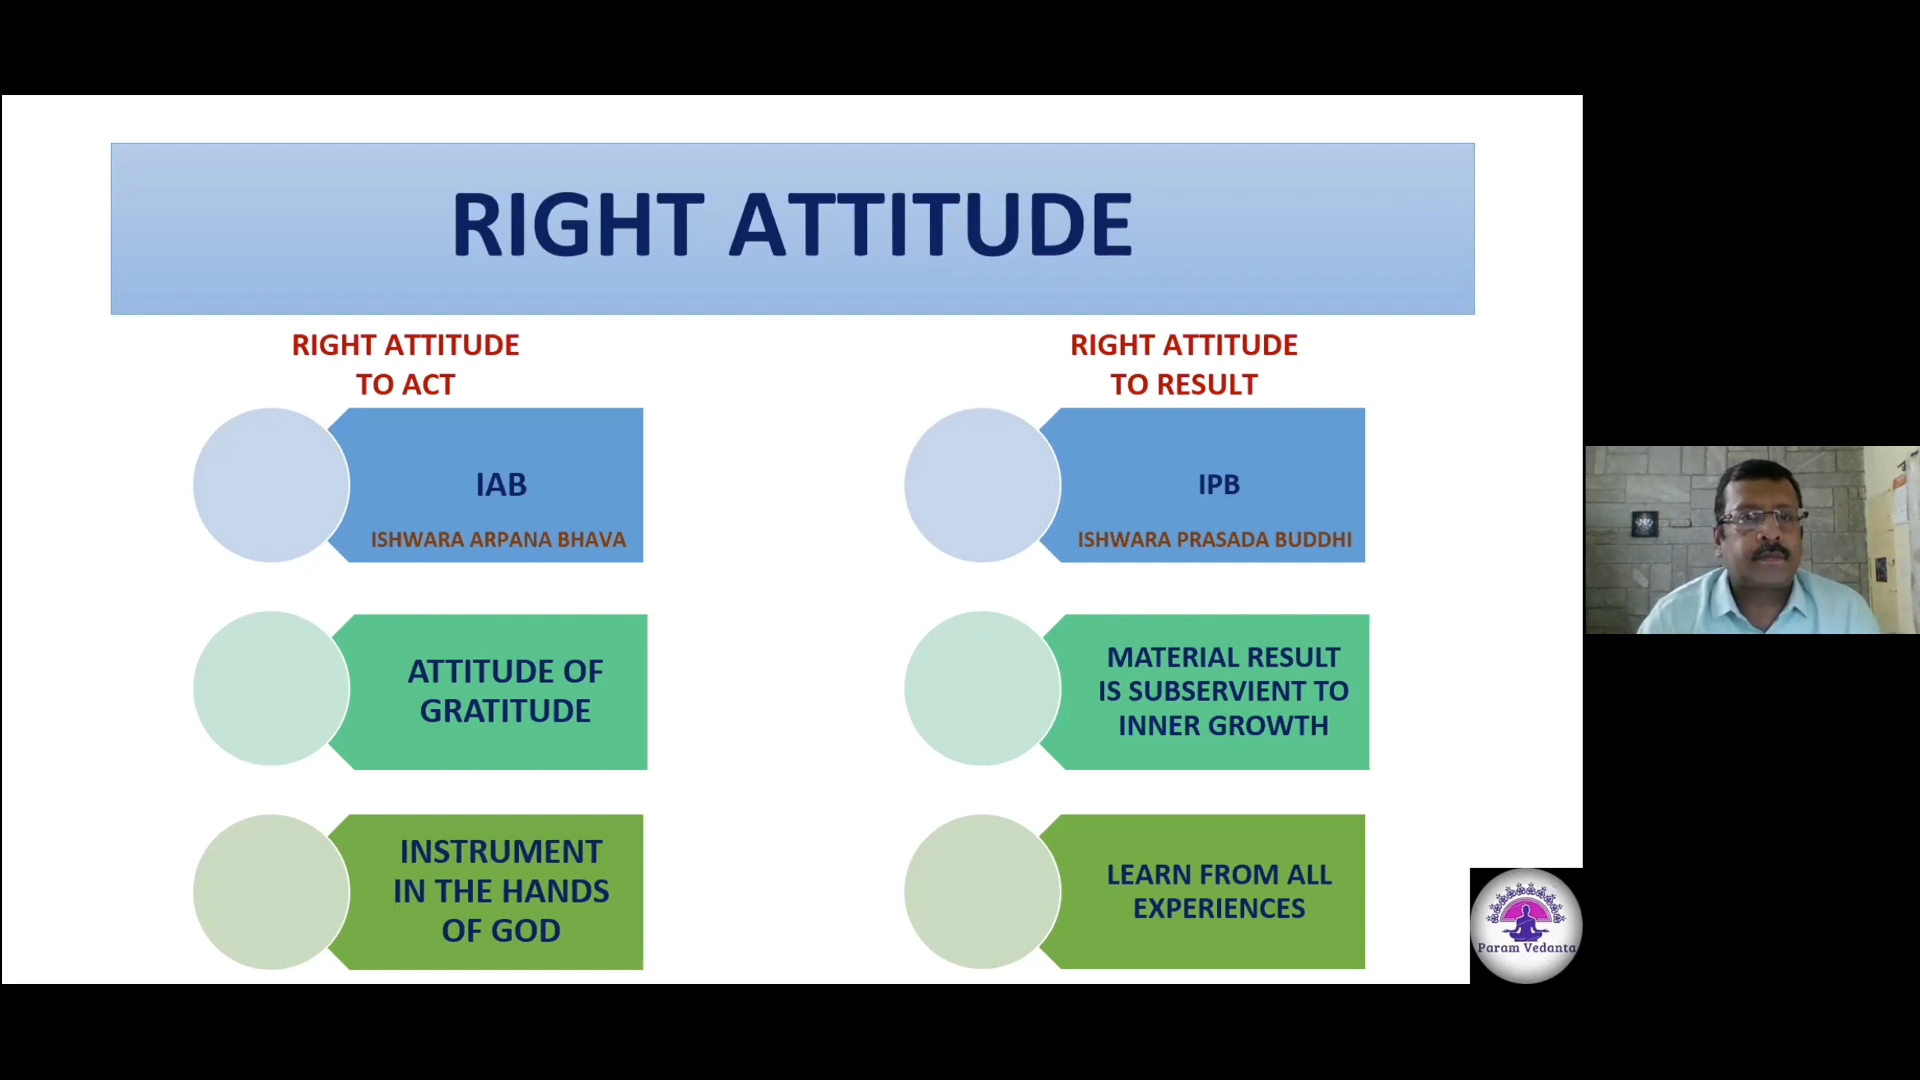 RIGHT ATTITUDE
RIGHT ATTITUDE
TO ACT
IAB
ISHWARA ARPANA BHAVA
ATTITUDE OF
GRATITUDE
INSTRUMENT
IN THE HANDS
OF GOD
RIGHT ATTITUDE
TO RESULT
IPB
ISHWARA PRASADA BUDDHI
MATERIAL RESULT
IS SUBSERVIENT TO
INNER GROWTH
LEARN FROM ALL
EXPERIENCES
Param Vedanta